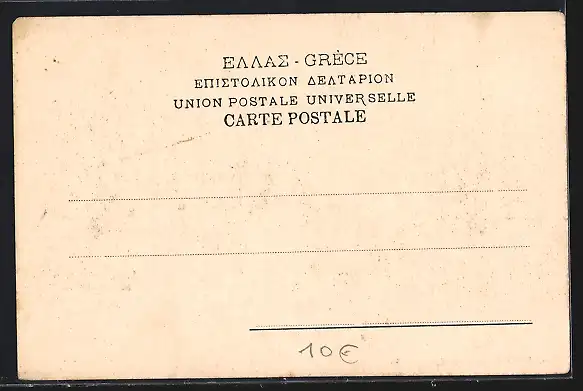 ΕΛΛΑΣ - GRÈCE
ΕΠΙΣΤΟΛΙΚΟΝ ΔΕΛΤΑΡΙΟΝ
UNION POSTALE UNIVERSELLE
CARTE POSTALE
10€